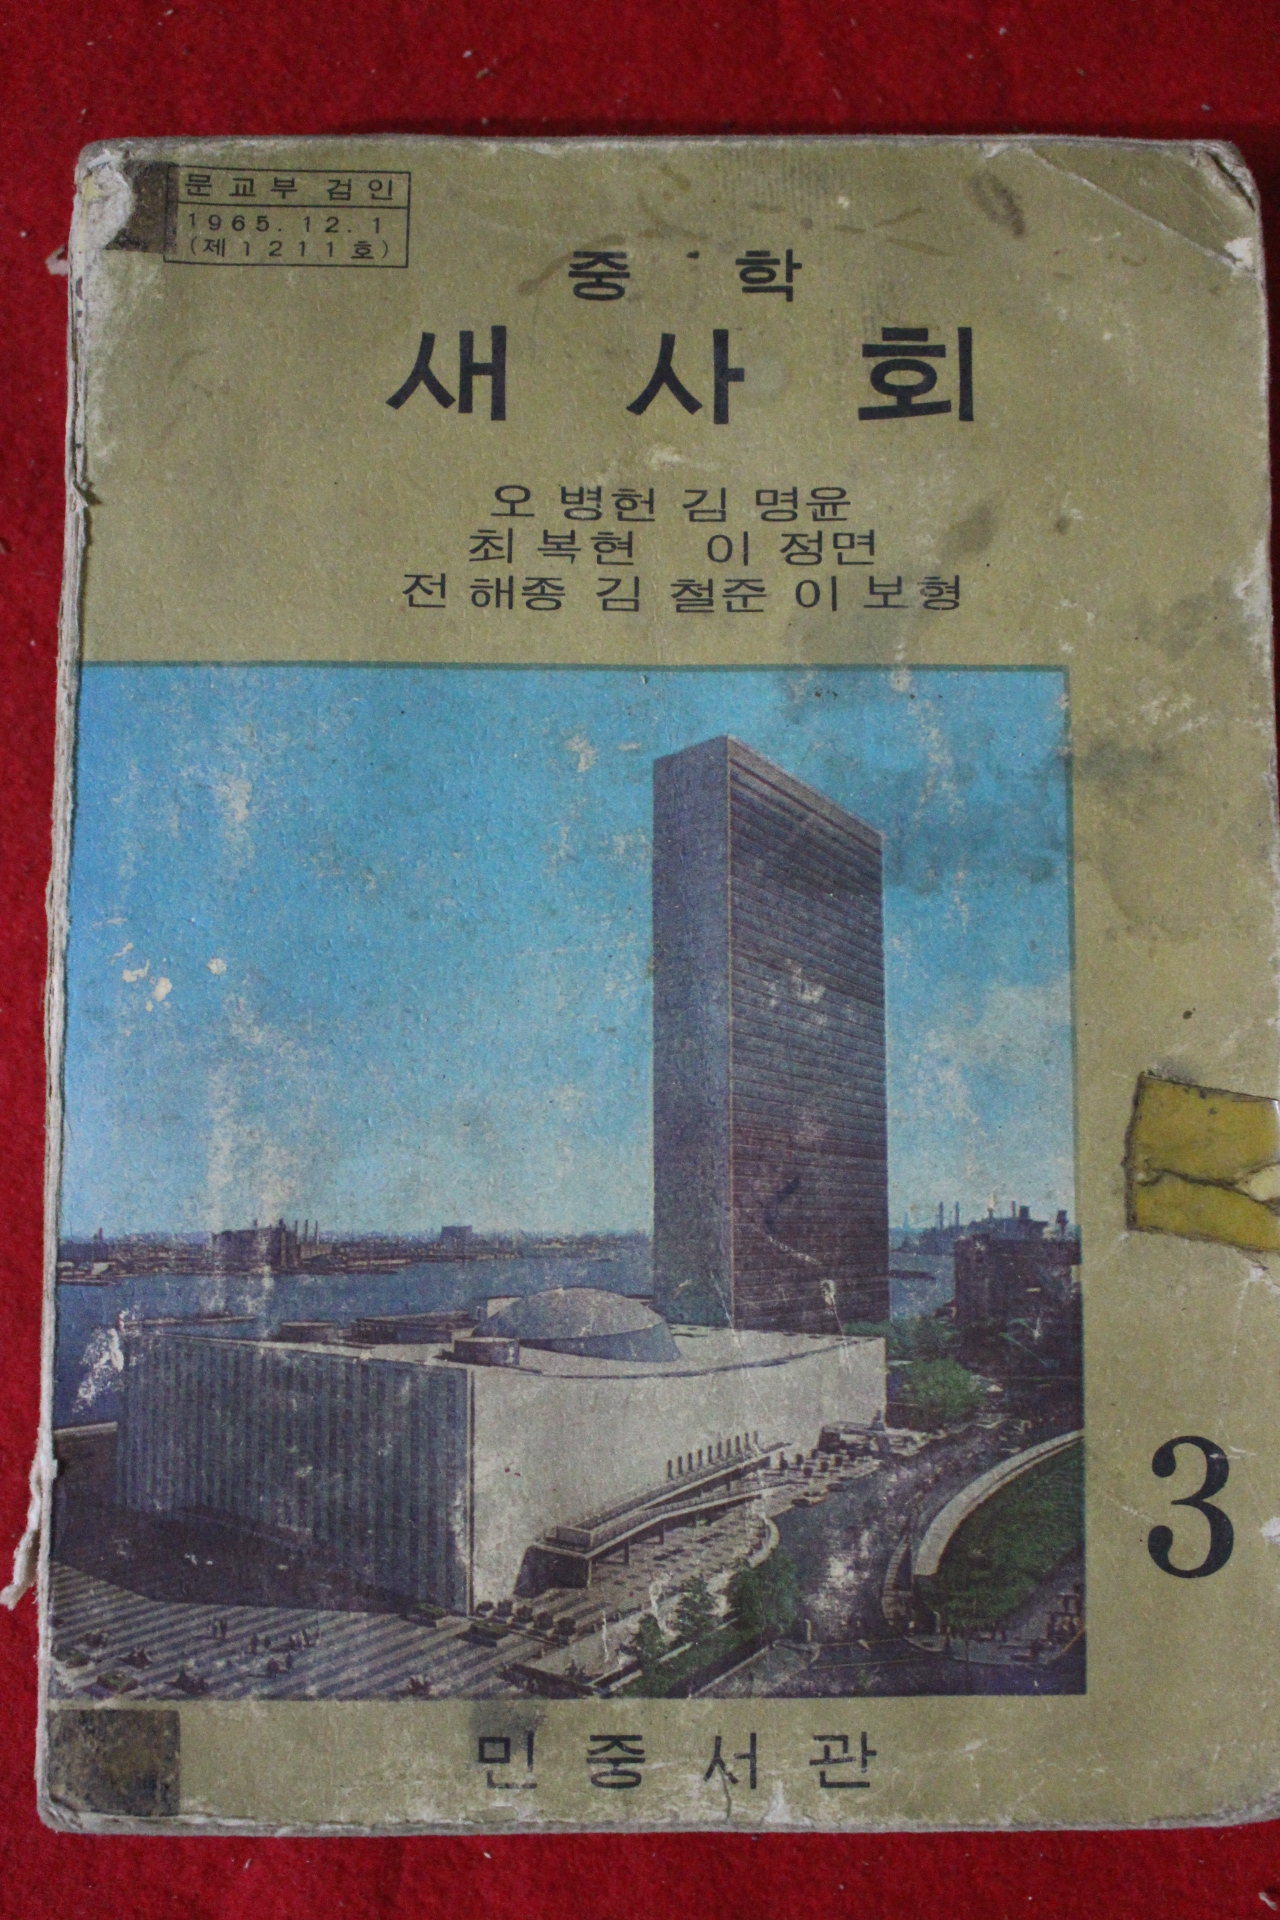 문교부 검인
1965. 12. 1
(제1211호)
중 학
새 사 회
오 병헌 김 명윤
최 복현 이 정면
전 해종 김 철준 이 보형
3
민 중 서 관